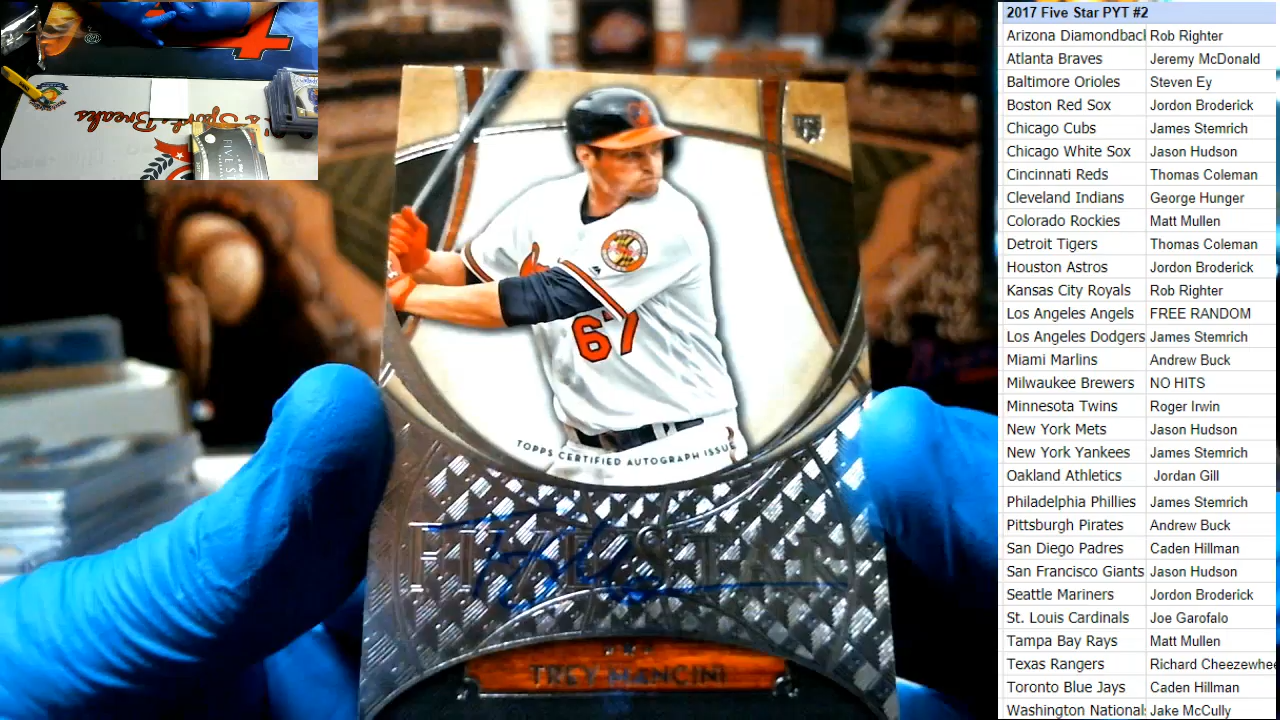 Sports Breaks
FIVE STAR
67
TOPPS CERTIFIED AUTOGRAPH ISSUE
FIVE STAR
TREY MANCINI
2017 Five Star PYT #2
Arizona Diamondback Rob Righter
Atlanta Braves Jeremy McDonald
Baltimore Orioles Steven Ey
Boston Red Sox Jordon Broderick
Chicago Cubs James Stemrich
Chicago White Sox Jason Hudson
Cincinnati Reds Thomas Coleman
Cleveland Indians George Hunger
Colorado Rockies Matt Mullen
Detroit Tigers Thomas Coleman
Houston Astros Jordon Broderick
Kansas City Royals Rob Righter
Los Angeles Angels FREE RANDOM
Los Angeles Dodgers James Stemrich
Miami Marlins Andrew Buck
Milwaukee Brewers NO HITS
Minnesota Twins Roger Irwin
New York Mets Jason Hudson
New York Yankees James Stemrich
Oakland Athletics Jordan Gill
Philadelphia Phillies James Stemrich
Pittsburgh Pirates Andrew Buck
San Diego Padres Caden Hillman
San Francisco Giants Jason Hudson
Seattle Mariners Jordon Broderick
St. Louis Cardinals Joe Garofalo
Tampa Bay Rays Matt Mullen
Texas Rangers Richard Cheezewhe
Toronto Blue Jays Caden Hillman
Washington National Jake McCully